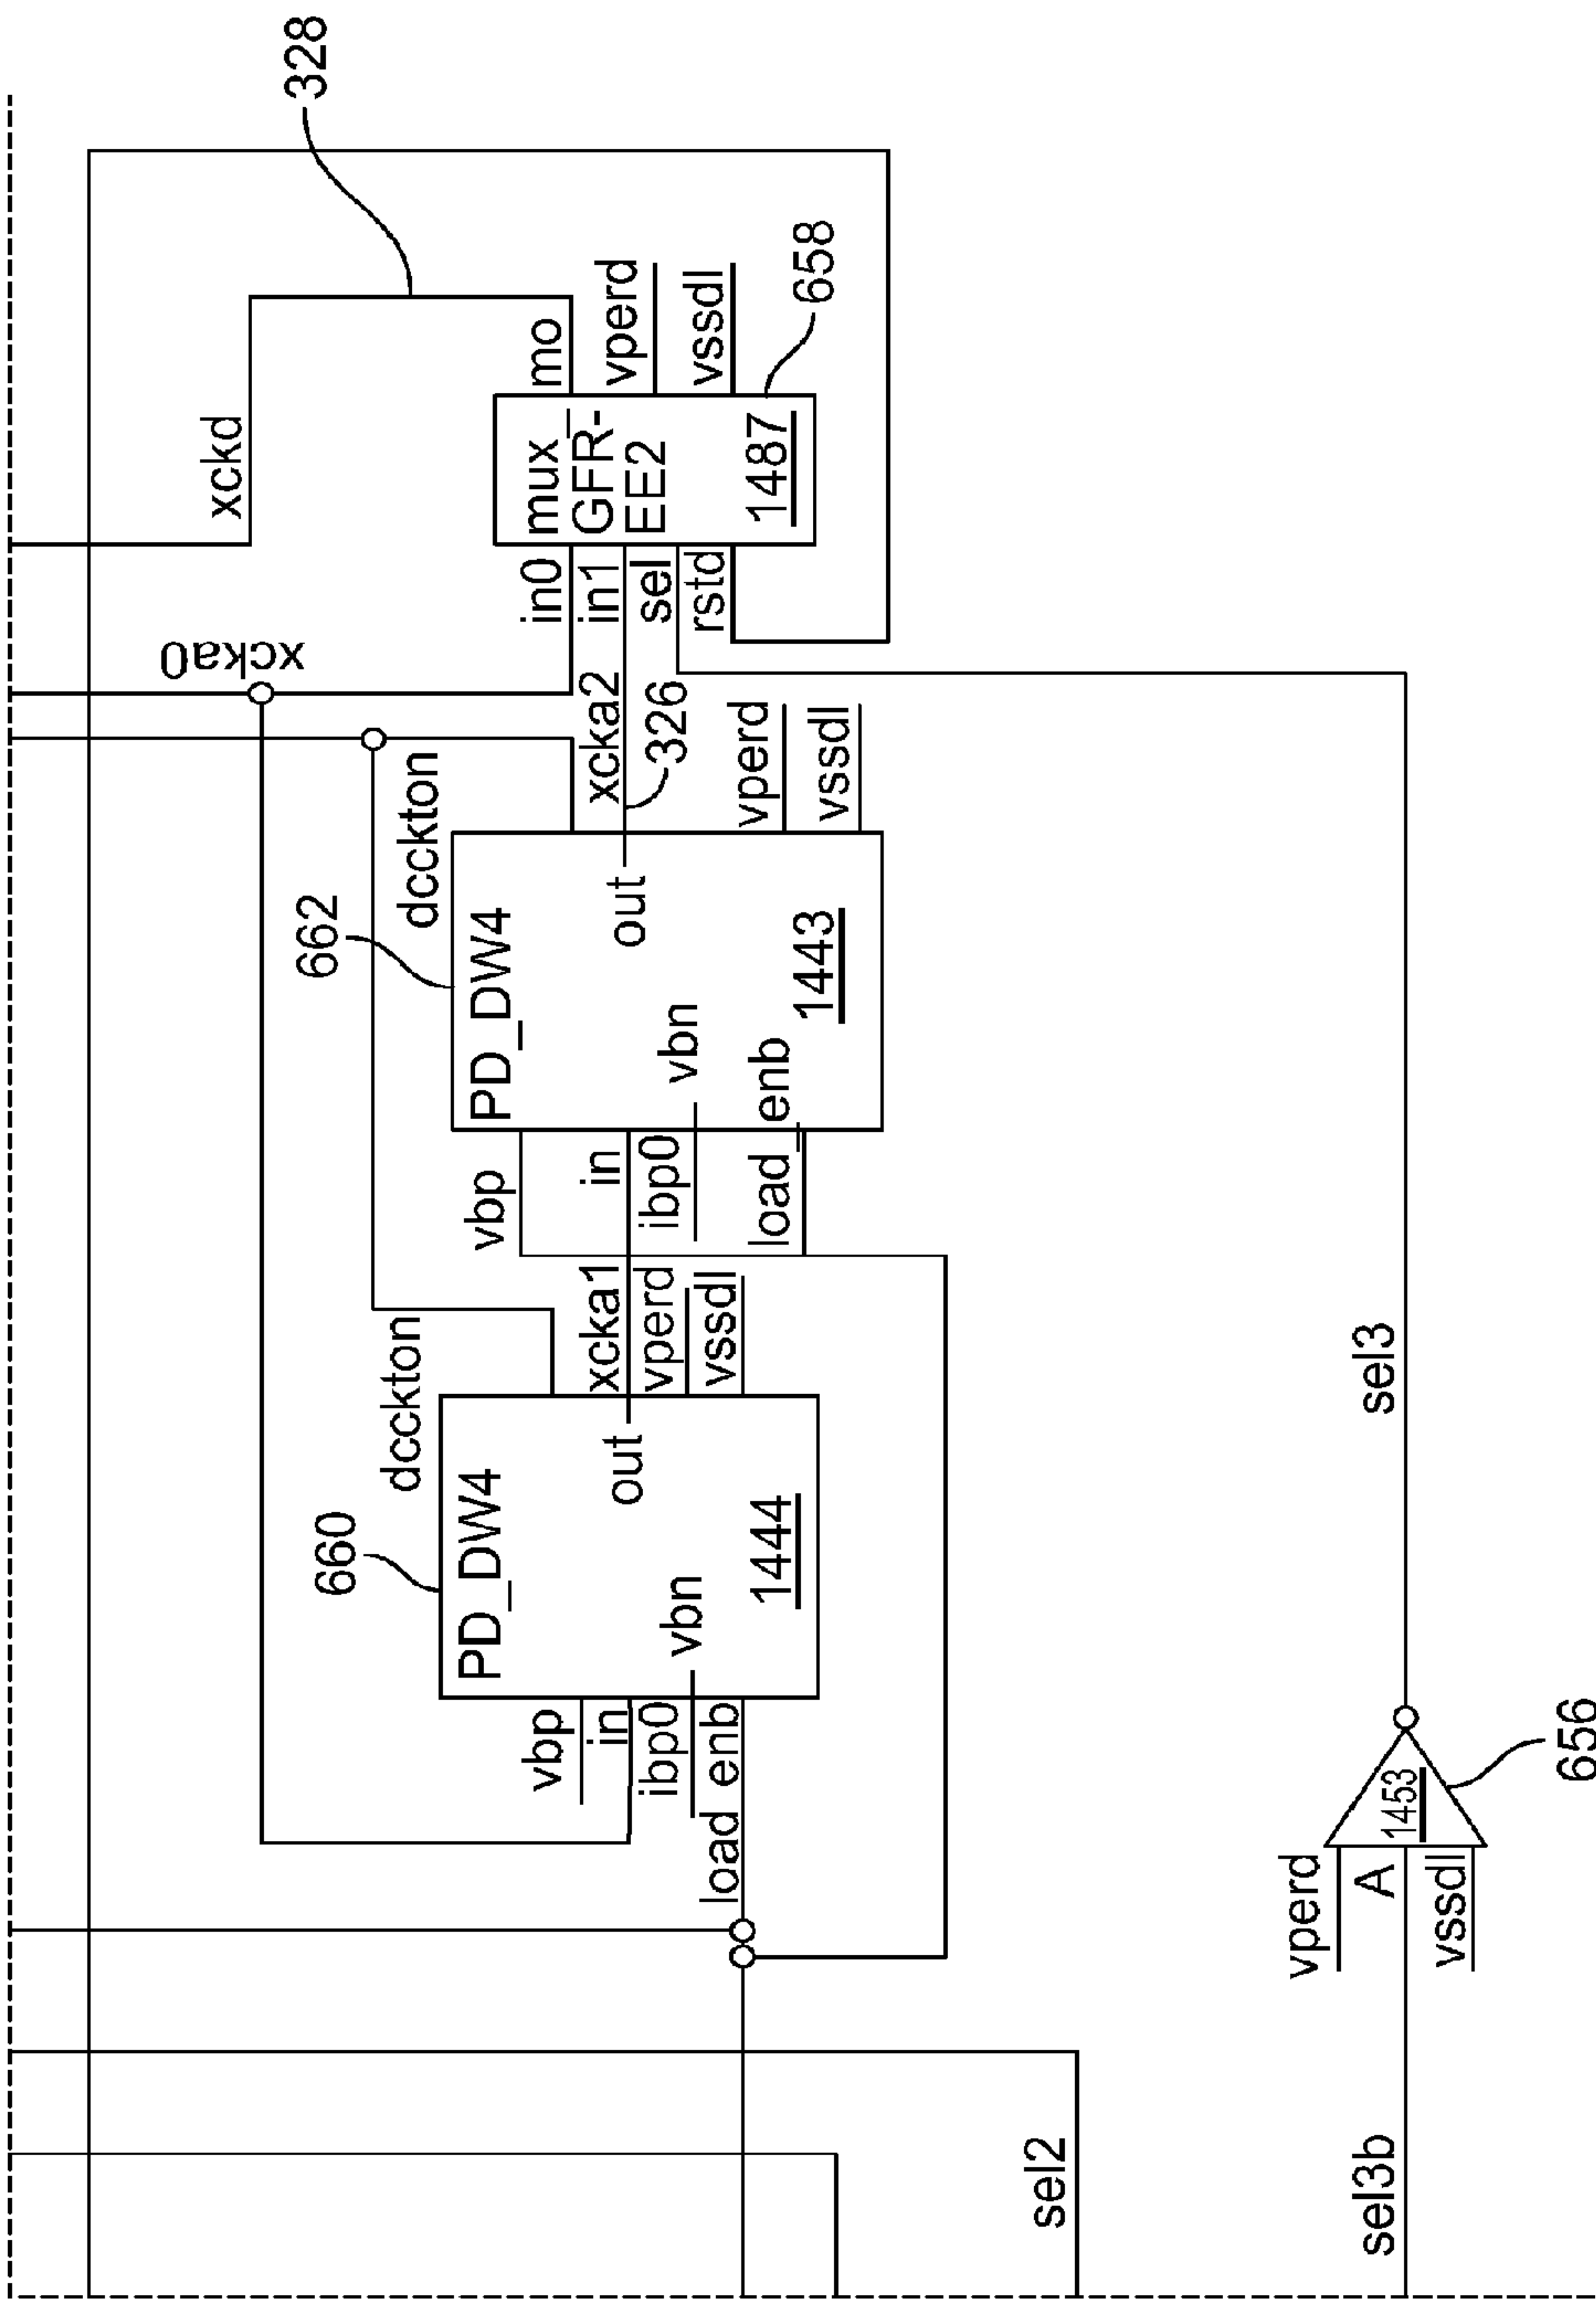 328
xckd
xcka0
mo
vperd
vssdl
658
mux_
GFR-
EE2
1487
in0
in1
sel
rstd
xcka2
326
dcckton
vperd
vssdl
662
PD_DW4
out
vbn
enb
1443
vbp
in
ibp0
load
dcckton
xcka1
vperd
vssdl
660
PD_DW4
out
vbn
1444
vbp
in
ibp0
load enb
sel2
sel3
656
1453
vperd
A
vssdl
sel3b